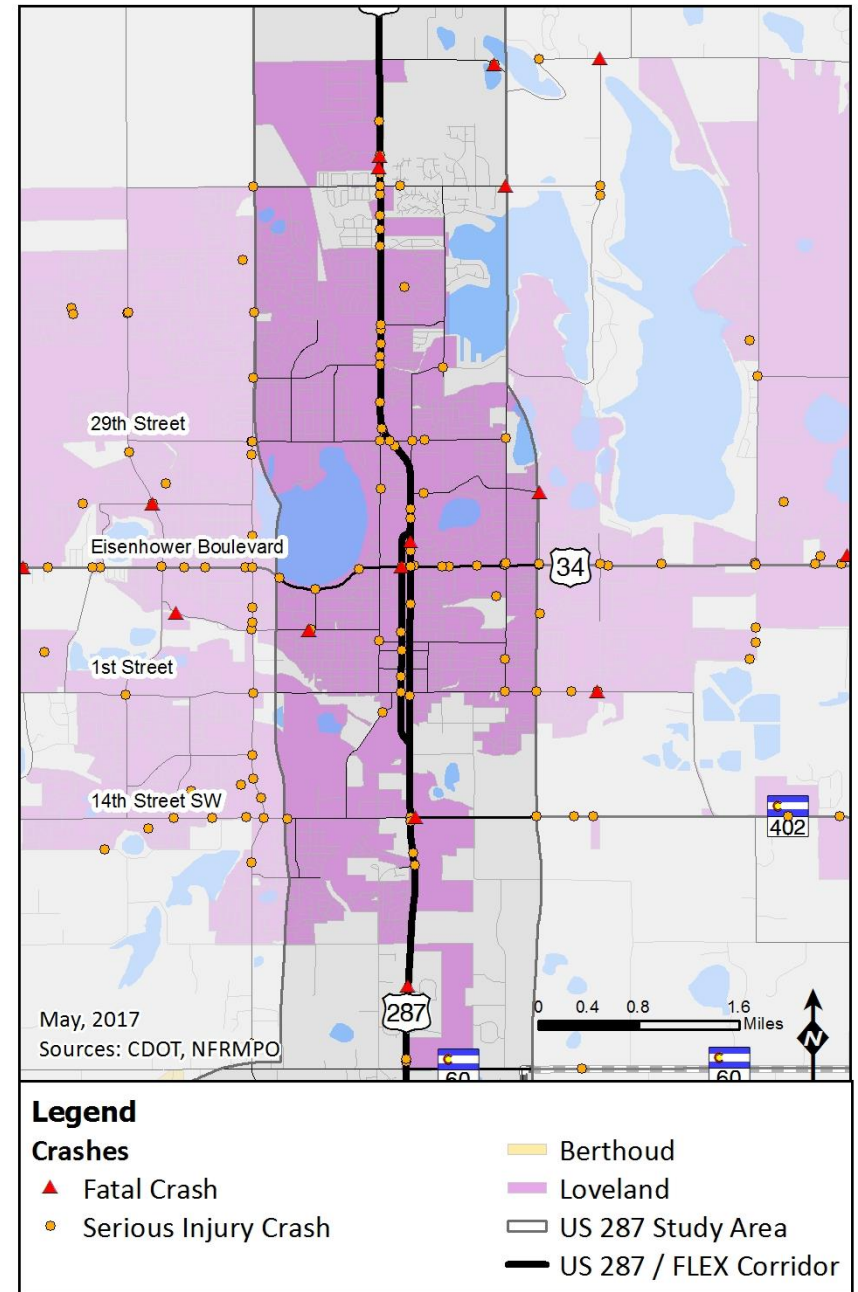 29th Street
Eisenhower Boulevard
34
1st Street
14th Street SW
C
402
287
0 0.4 0.8 1.6
Miles
N
May, 2017
Sources: CDOT, NFRMPO
C
60
C
60
Legend
Crashes
Fatal Crash
Serious Injury Crash
Berthoud
Loveland
US 287 Study Area
US 287 / FLEX Corridor